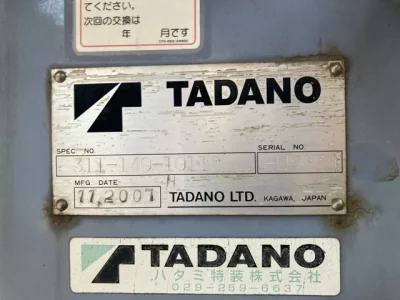 てください。
次回の交換は
年 月です
TADANO
SPEC NO. SERIAL NO.
MFG. DATE
11,2007 TADANO LTD. KAGAWA, JAPAN
TADANO
ハタミ特装株式会社
029-259-6637